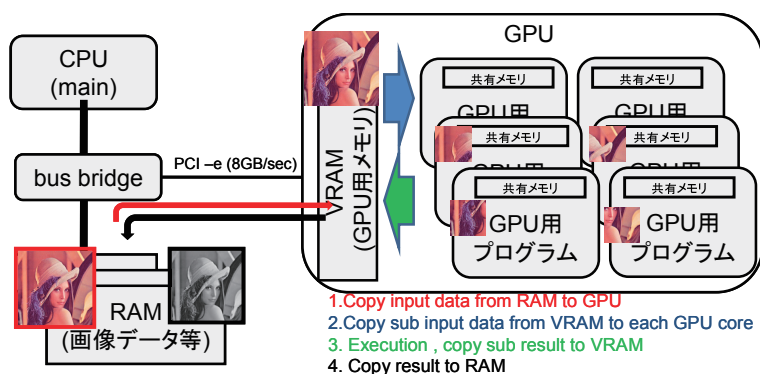 CPU
(main)
bus bridge
PCI –e (8GB/sec)
RAM
(画像データ等)
GPU
VRAM
(GPU用メモリ)
共有メモリ
GPU用
共有メモリ
GPU用
共有メモリ
共有メモリ
共有メモリ
GPU用
プログラム
共有メモリ
GPU用
プログラム
1.Copy input data from RAM to GPU
2.Copy sub input data from VRAM to each GPU core
3. Execution , copy sub result to VRAM
4. Copy result to RAM